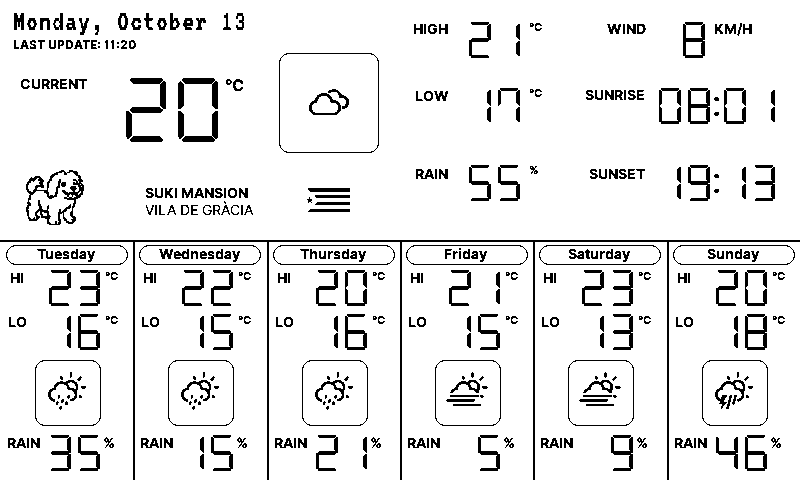 Monday, October 13
LAST UPDATE: 11:20
CURRENT 20 °C
SUKI MANSION
VILA DE GRÀCIA
HIGH 21 °C
LOW 17 °C
RAIN 55 %
WIND 8 KM/H
SUNRISE 08:01
SUNSET 19:13
Tuesday
HI 23 °C
LO 16 °C
RAIN 35 %
Wednesday
HI 22 °C
LO 15 °C
RAIN 15 %
Thursday
HI 20 °C
LO 16 °C
RAIN 21 %
Friday
HI 21 °C
LO 15 °C
RAIN 5 %
Saturday
HI 23 °C
LO 13 °C
RAIN 9 %
Sunday
HI 20 °C
LO 18 °C
RAIN 46 %